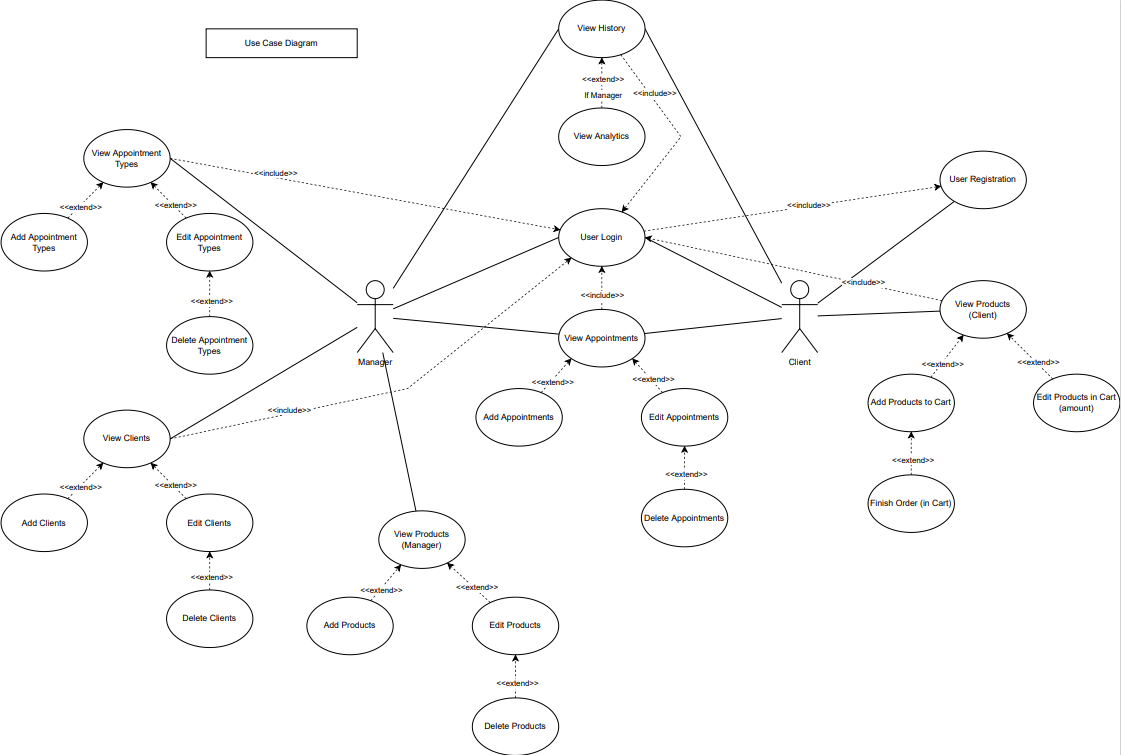 View History
Use Case Diagram
<<extend>>
If Manager
<<include>>
View Analytics
View Appointment
Types
<<include>>
User Registration
<<extend>>
<<extend>>
<<include>>
Add Appointment
Types
Edit Appointment
Types
User Login
<<extend>>
<<include>>
<<include>>
View Products
(Client)
Delete Appointment
Types
View Appointments
Manager
Client
<<extend>>
<<extend>>
<<extend>>
<<extend>>
<<include>>
Add Appointments
Edit Appointments
Add Products to Cart
Edit Products in Cart
(amount)
View Clients
<<extend>>
<<extend>>
<<extend>>
<<extend>>
Add Clients
Edit Clients
Delete Appointments
Finish Order (in Cart)
View Products
(Manager)
<<extend>>
<<extend>>
<<extend>>
Delete Clients
Add Products
Edit Products
<<extend>>
Delete Products